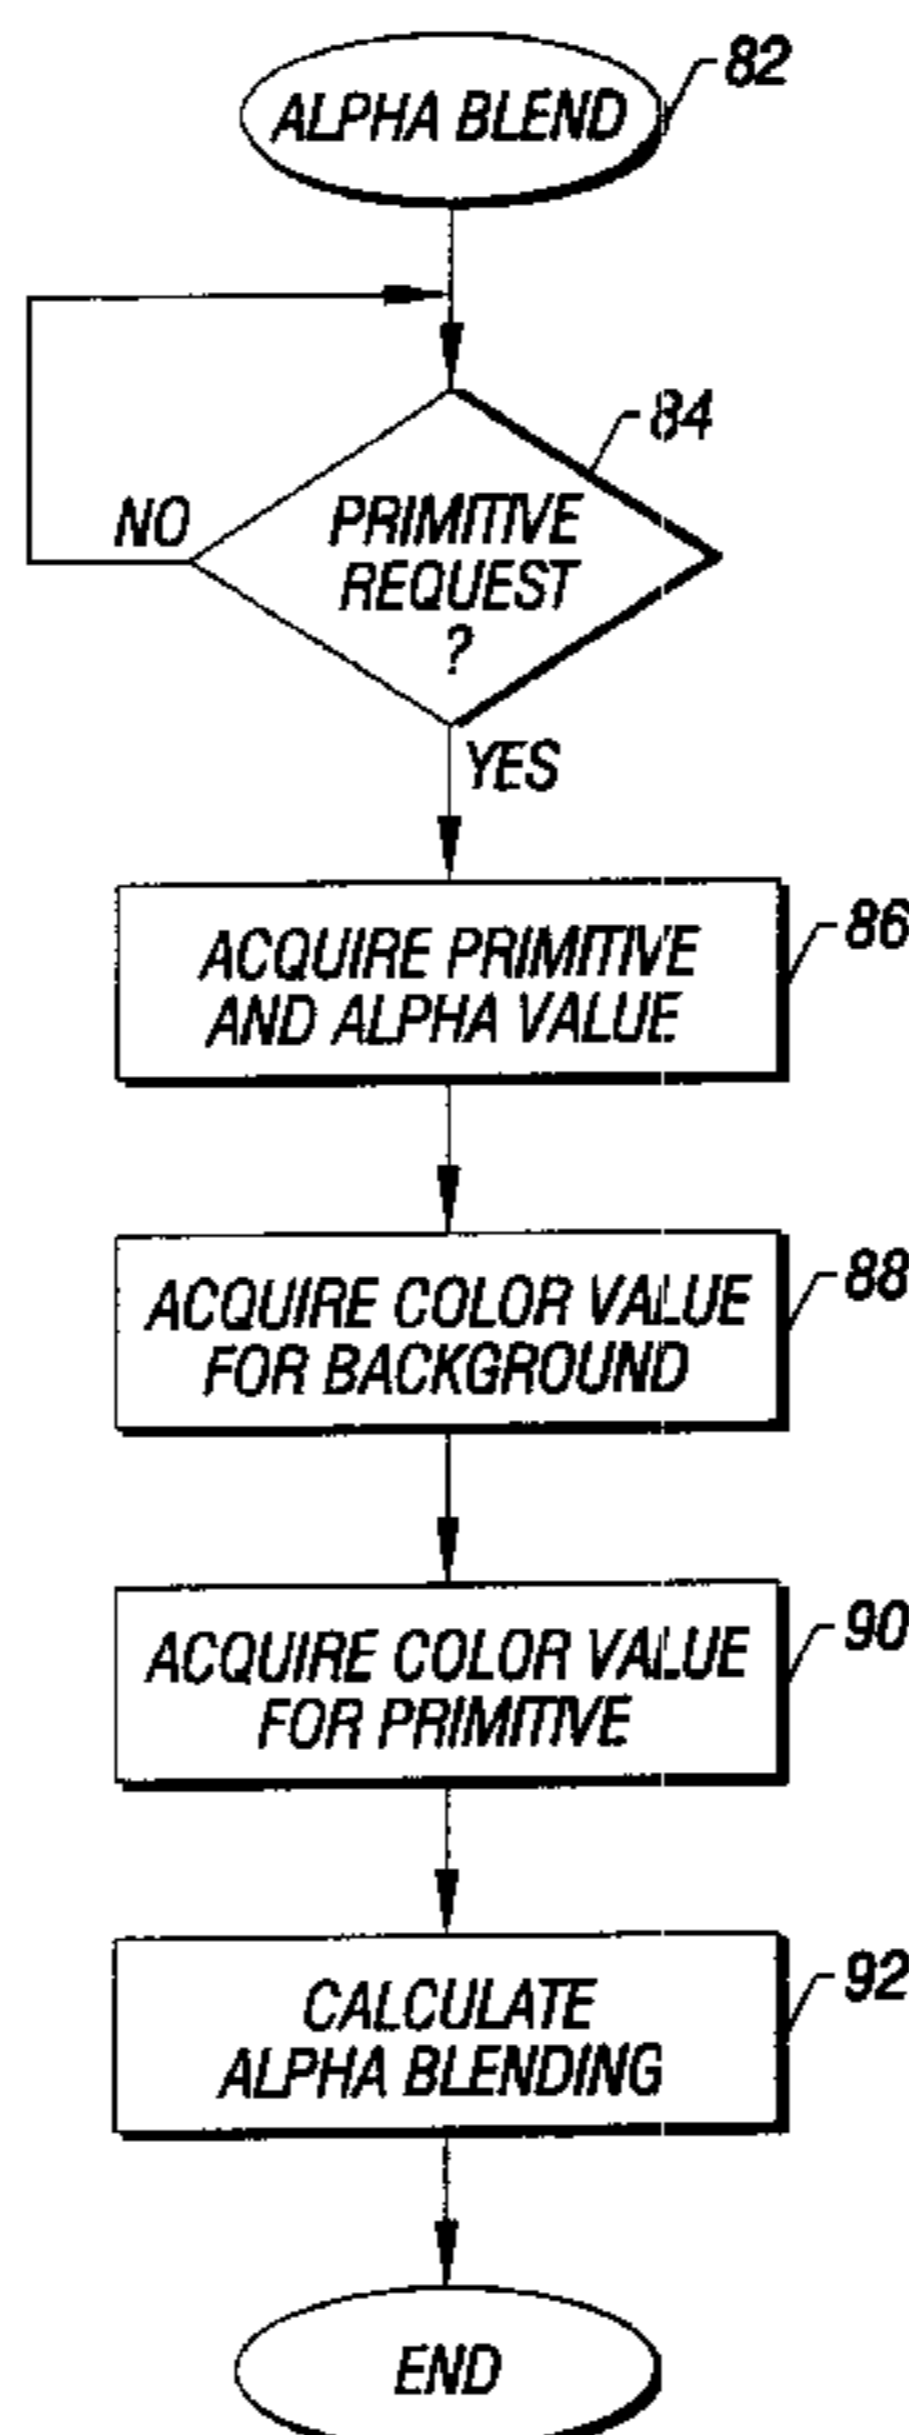 ALPHA BLEND
82
84
PRIMITIVE
REQUEST
?
NO
YES
ACQUIRE PRIMITIVE
AND ALPHA VALUE
86
ACQUIRE COLOR VALUE
FOR BACKGROUND
88
ACQUIRE COLOR VALUE
FOR PRIMITIVE
90
CALCULATE
ALPHA BLENDING
92
END